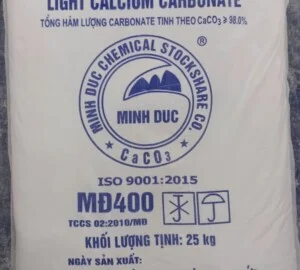 LIGHT CALCIUM CARBONATE
TỔNG HÀM LƯỢNG CARBONATE TINH THEO CaCO₃ ≥ 98.0%
MINH DUC CHEMICAL STOCKSHARE CO.
®
MINH DUC
CaCO₃
ISO 9001:2015
MĐ400
TCCS 02:2010/MĐ
KHỐI LƯỢNG TỊNH: 25 kg
NGÀY SẢN XUẤT: